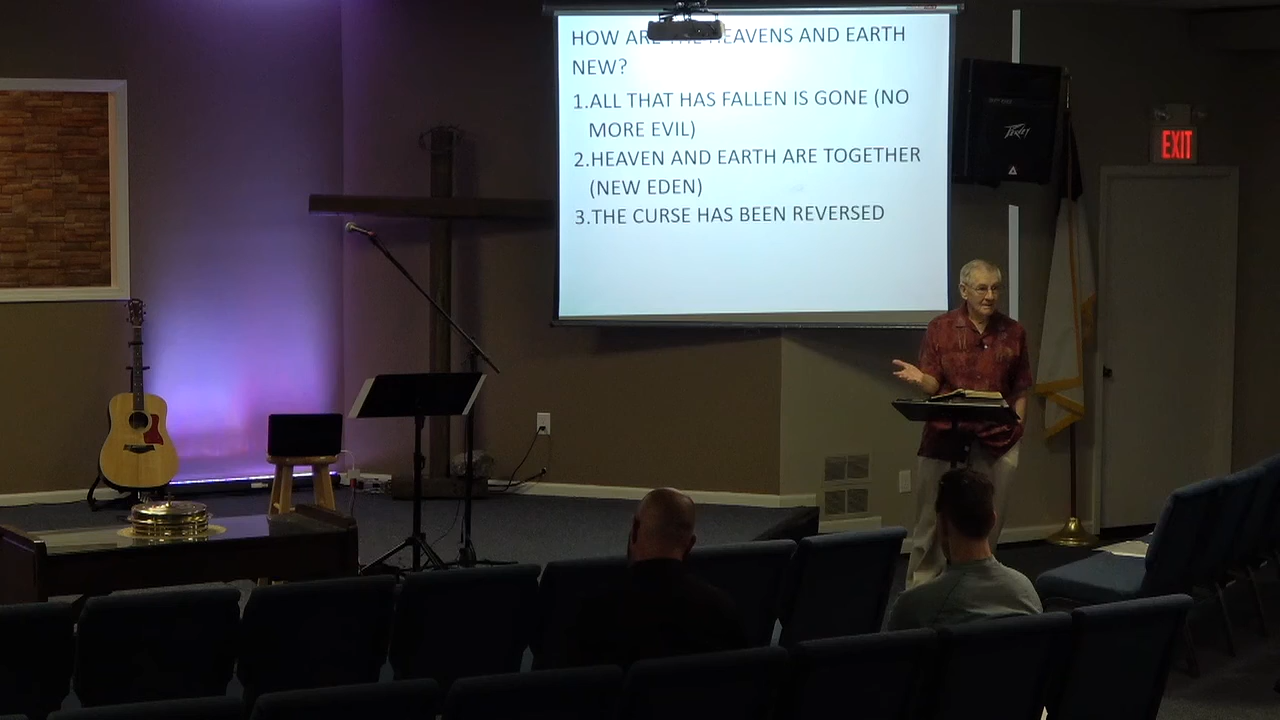 HOW ARE THE HEAVENS AND EARTH
NEW?
1.ALL THAT HAS FALLEN IS GONE (NO
MORE EVIL)
2.HEAVEN AND EARTH ARE TOGETHER
(NEW EDEN)
3.THE CURSE HAS BEEN REVERSED
PEAVEY
EXIT